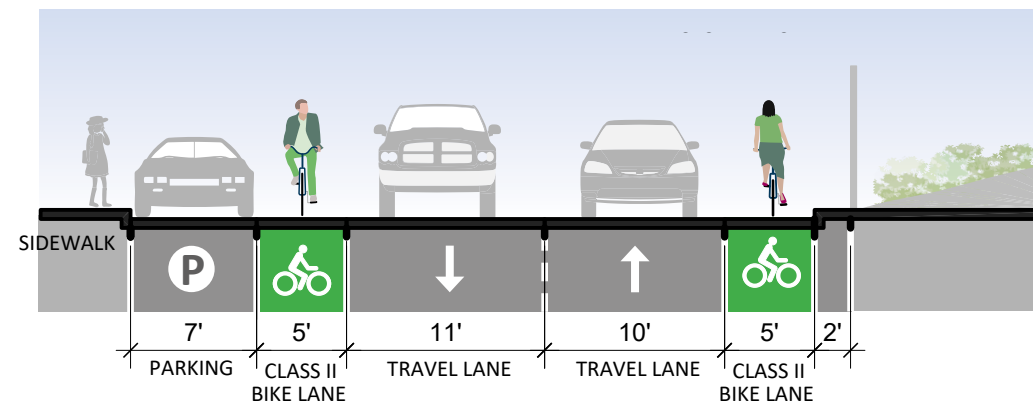 SIDEWALK
P
7' 5' 11' 10' 5' 2'
PARKING
CLASS II
BIKE LANE
TRAVEL LANE
TRAVEL LANE
CLASS II
BIKE LANE